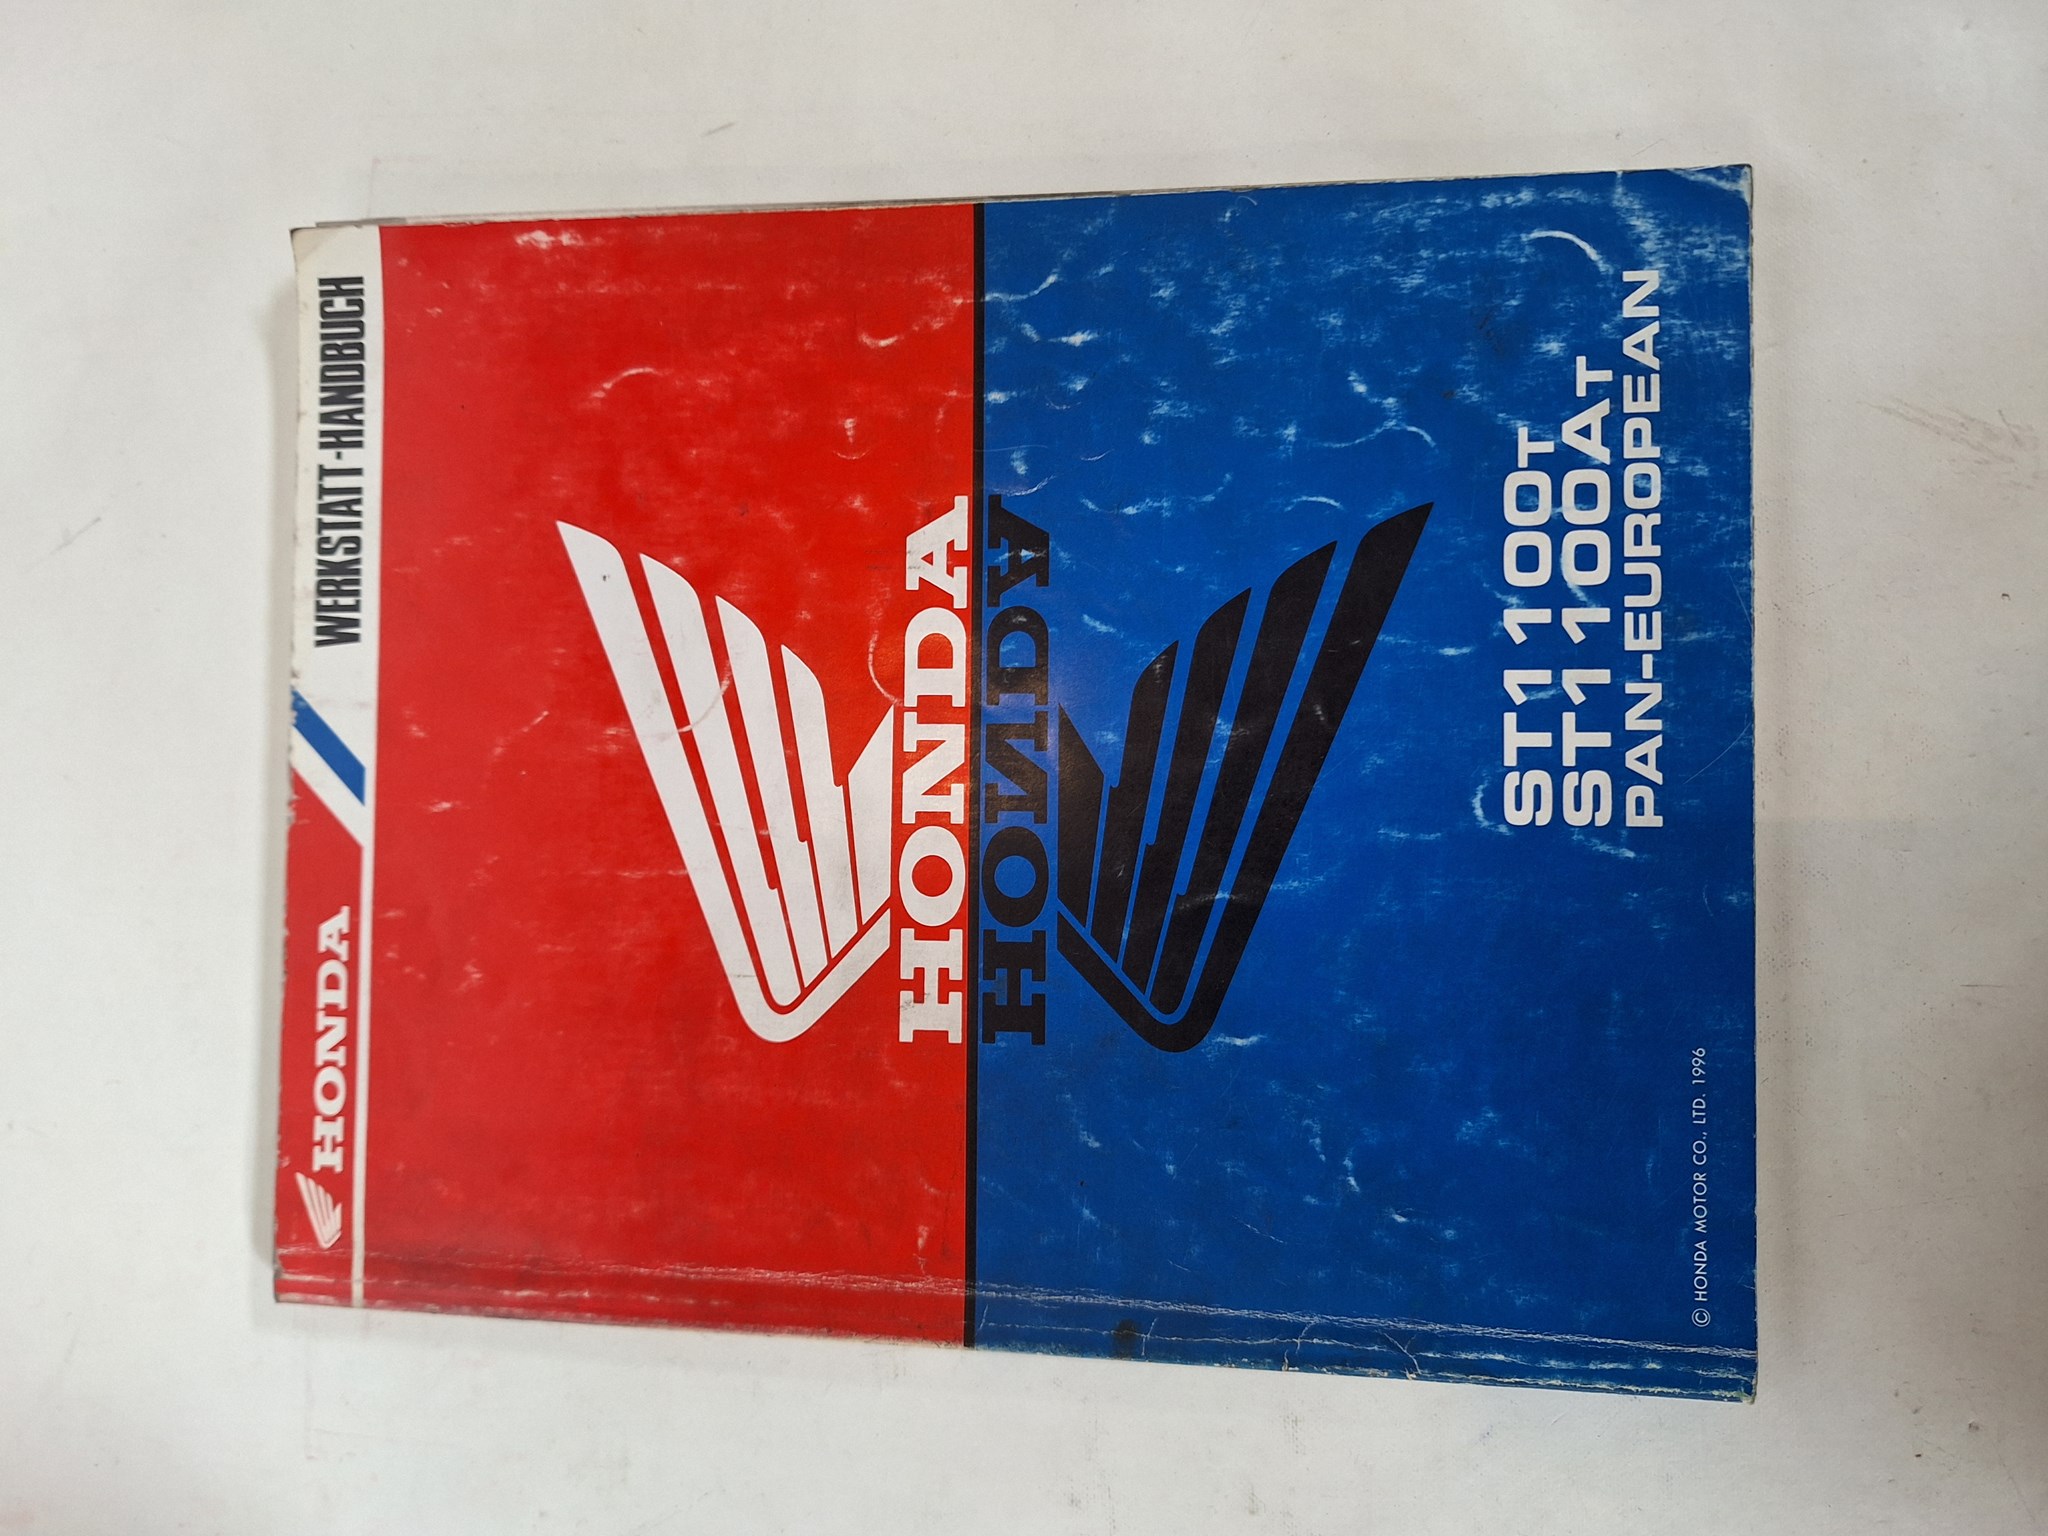 HONDA
WERKSTATT-HANDBUCH
HONDA
HONDA
ST1100T
ST1100AT
PAN-EUROPEAN
© HONDA MOTOR CO., LTD. 1996